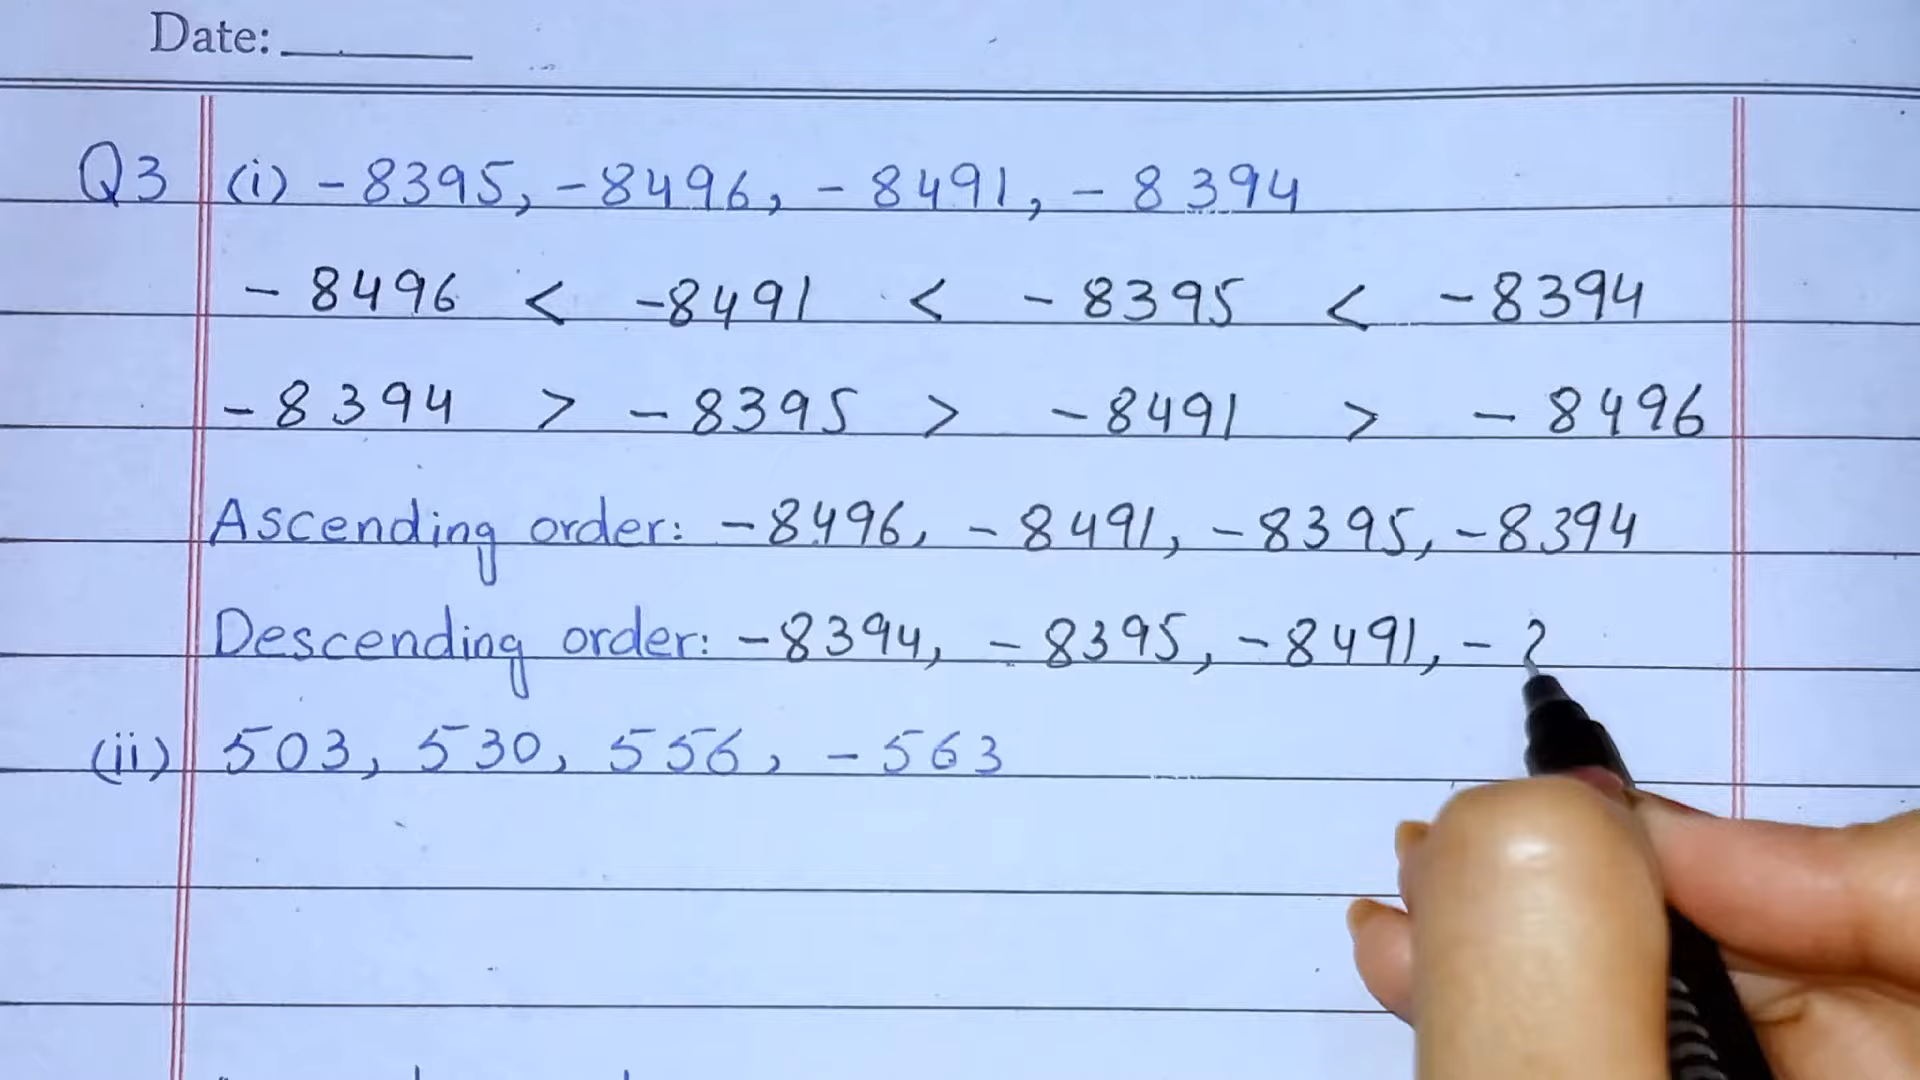 Date:
Q3 (i) -8395, -8496, -8491, -8394
-8496 < -8491 < -8395 < -8394
-8394 > -8395 > -8491 > -8496
Ascending order: -8496, -8491, -8395, -8394
Descending order: -8394, -8395, -8491, -
(ii) 503, 530, 556, -563